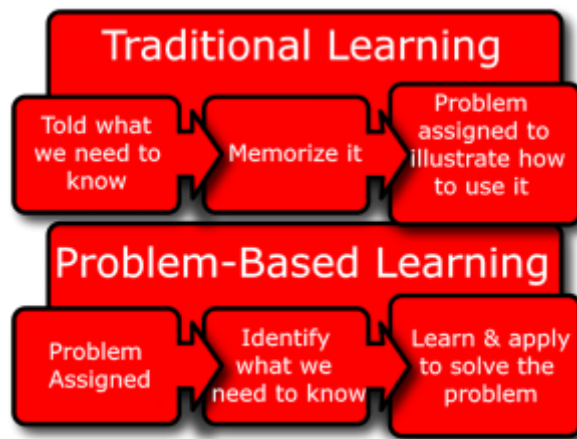 Traditional Learning
Told what
we need to
know
Memorize it
Problem
assigned to
illustrate how
to use it
Problem-Based Learning
Problem
Assigned
Identify
what we
need to know
Learn & apply
to solve the
problem